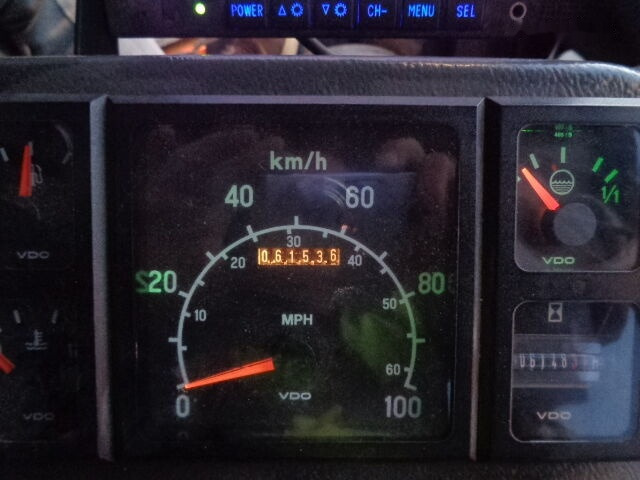 POWER CH- MENU SEL
km/h
40 60
30
20 40
0,6,1,5,3,6
20 80
10 50
MPH
60
0 100
VDO
VDO
VDO
1/1
VDO
VDO